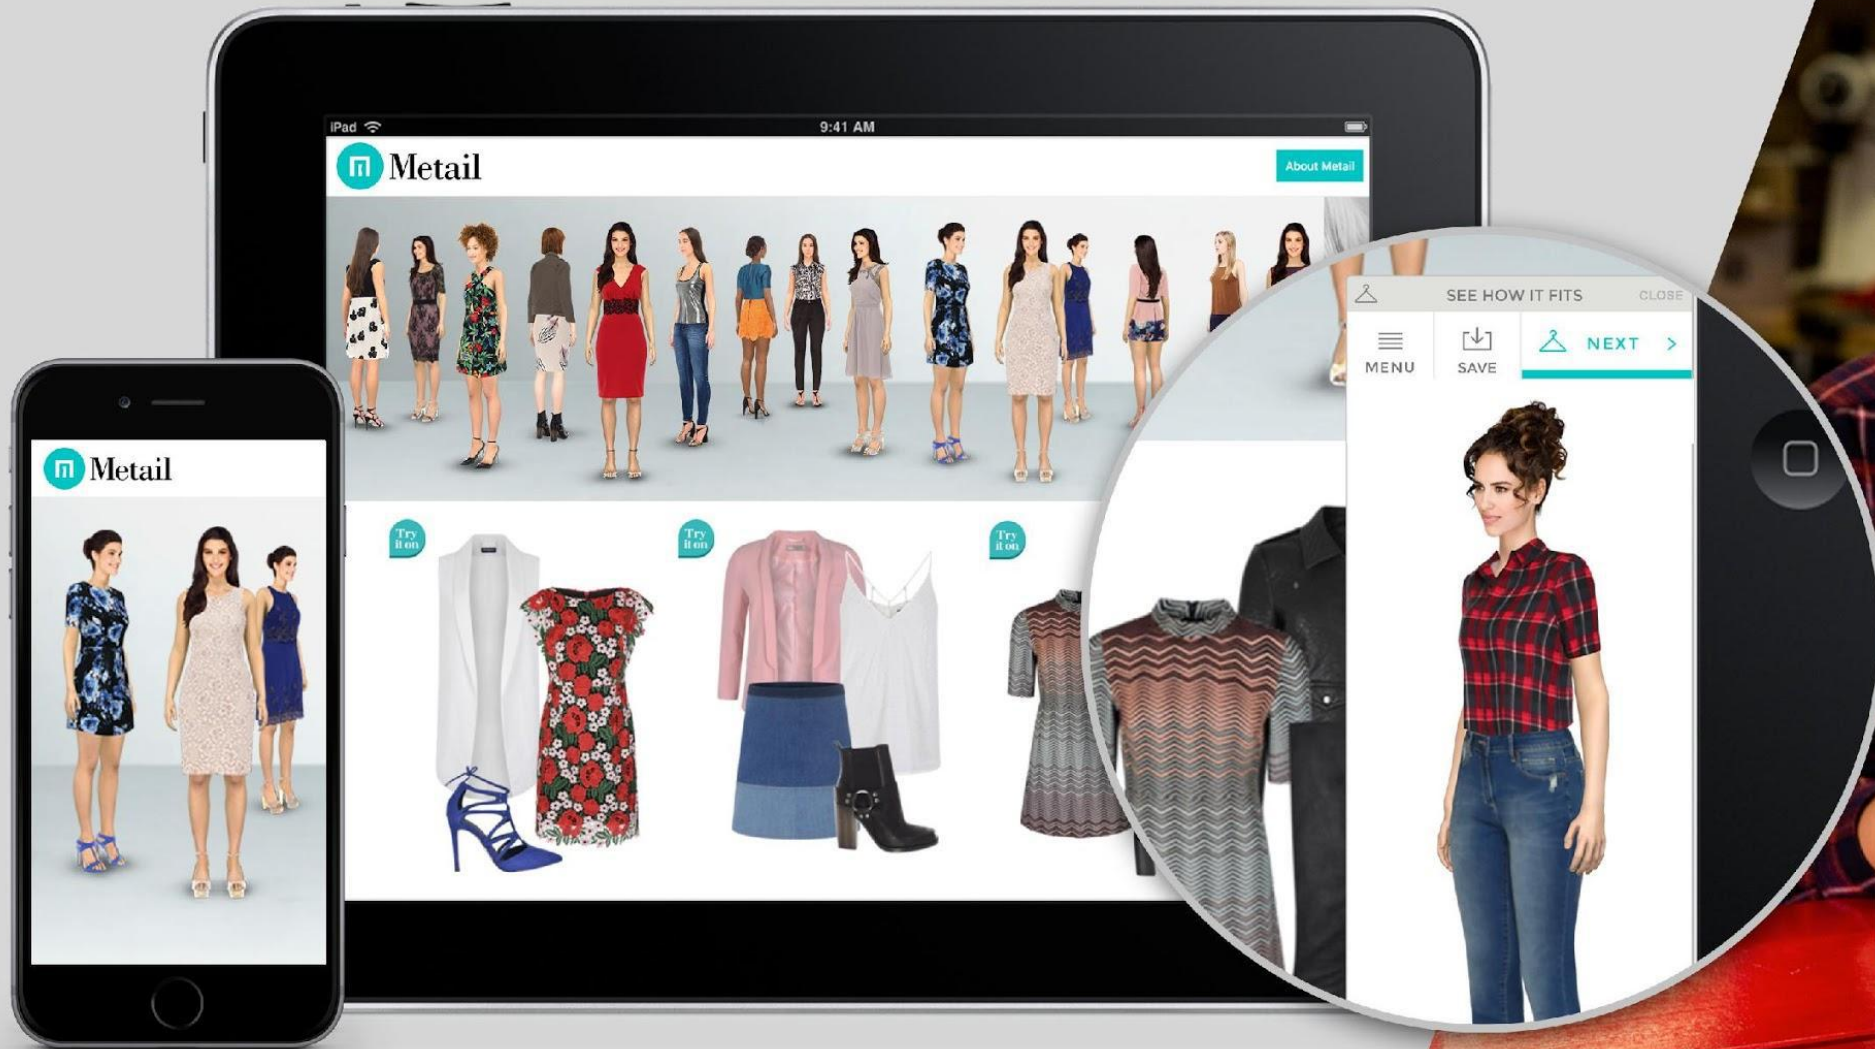 iPad
9:41 AM
Metail
About Metail
SEE HOW IT FITS
CLOSE
MENU
SAVE
NEXT >
Metail
Try
it on
Try
it on
Try
it on